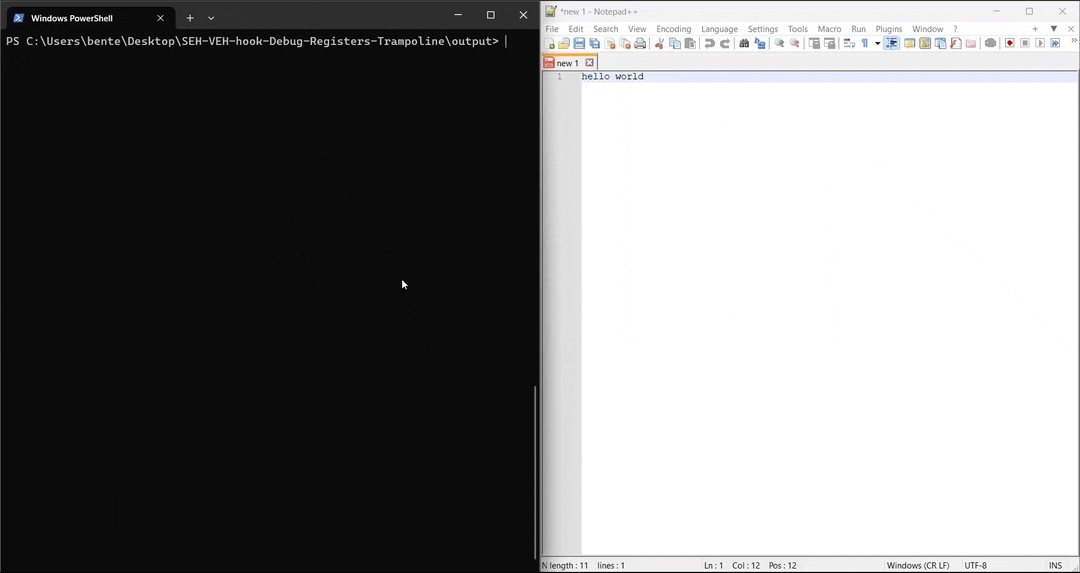 Windows PowerShell
PS C:\Users\bente\Desktop\SEH-VEH-hook-Debug-Registers-Trampoline\output>
*new 1 - Notepad++
File Edit Search View Encoding Language Settings Tools Macro Run Plugins Window ?
new 1
1 hello world
N length : 11 lines : 1 Ln : 1 Col : 12 Pos : 12 Windows (CR LF) UTF-8 INS